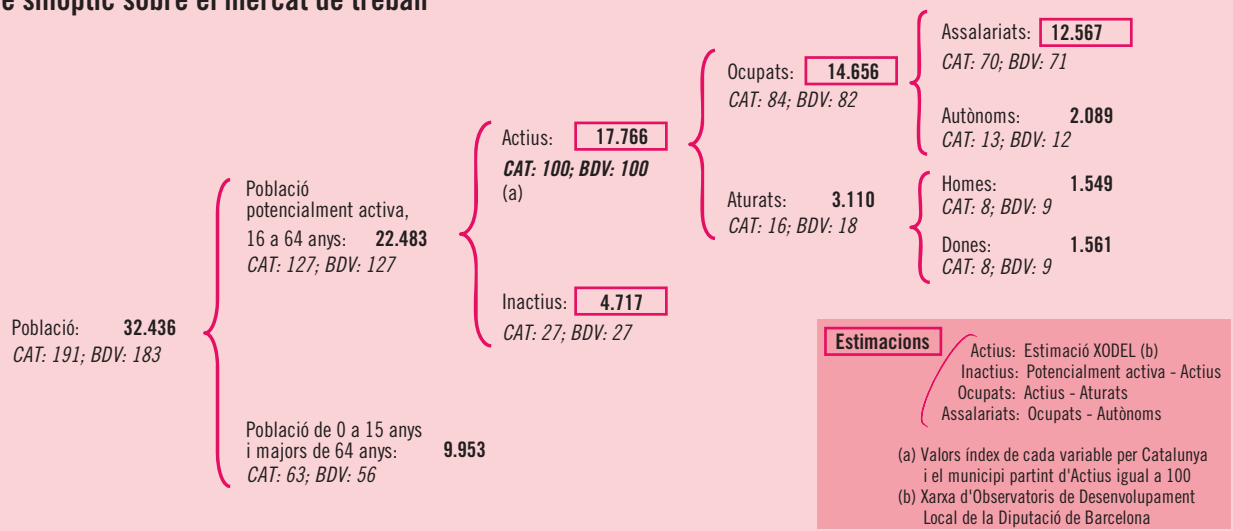 e sinòptic sobre el mercat de treball
Població: 32.436
CAT: 191; BDV: 183
Població
potencialment activa,
16 a 64 anys: 22.483
CAT: 127; BDV: 127
Població de 0 a 15 anys
i majors de 64 anys: 9.953
CAT: 63; BDV: 56
Actius: 17.766
CAT: 100; BDV: 100
(a)
Inactius: 4.717
CAT: 27; BDV: 27
Ocupats: 14.656
CAT: 84; BDV: 82
Aturats: 3.110
CAT: 16; BDV: 18
Assalariats: 12.567
CAT: 70; BDV: 71
Autònoms: 2.089
CAT: 13; BDV: 12
Homes: 1.549
CAT: 8; BDV: 9
Dones: 1.561
CAT: 8; BDV: 9
Estimacions
Actius: Estimació XODEL (b)
Inactius: Potencialment activa - Actius
Ocupats: Actius - Aturats
Assalariats: Ocupats - Autònoms
(a) Valors índex de cada variable per Catalunya
i el municipi partint d'Actius igual a 100
(b) Xarxa d'Observatoris de Desenvolupament
Local de la Diputació de Barcelona